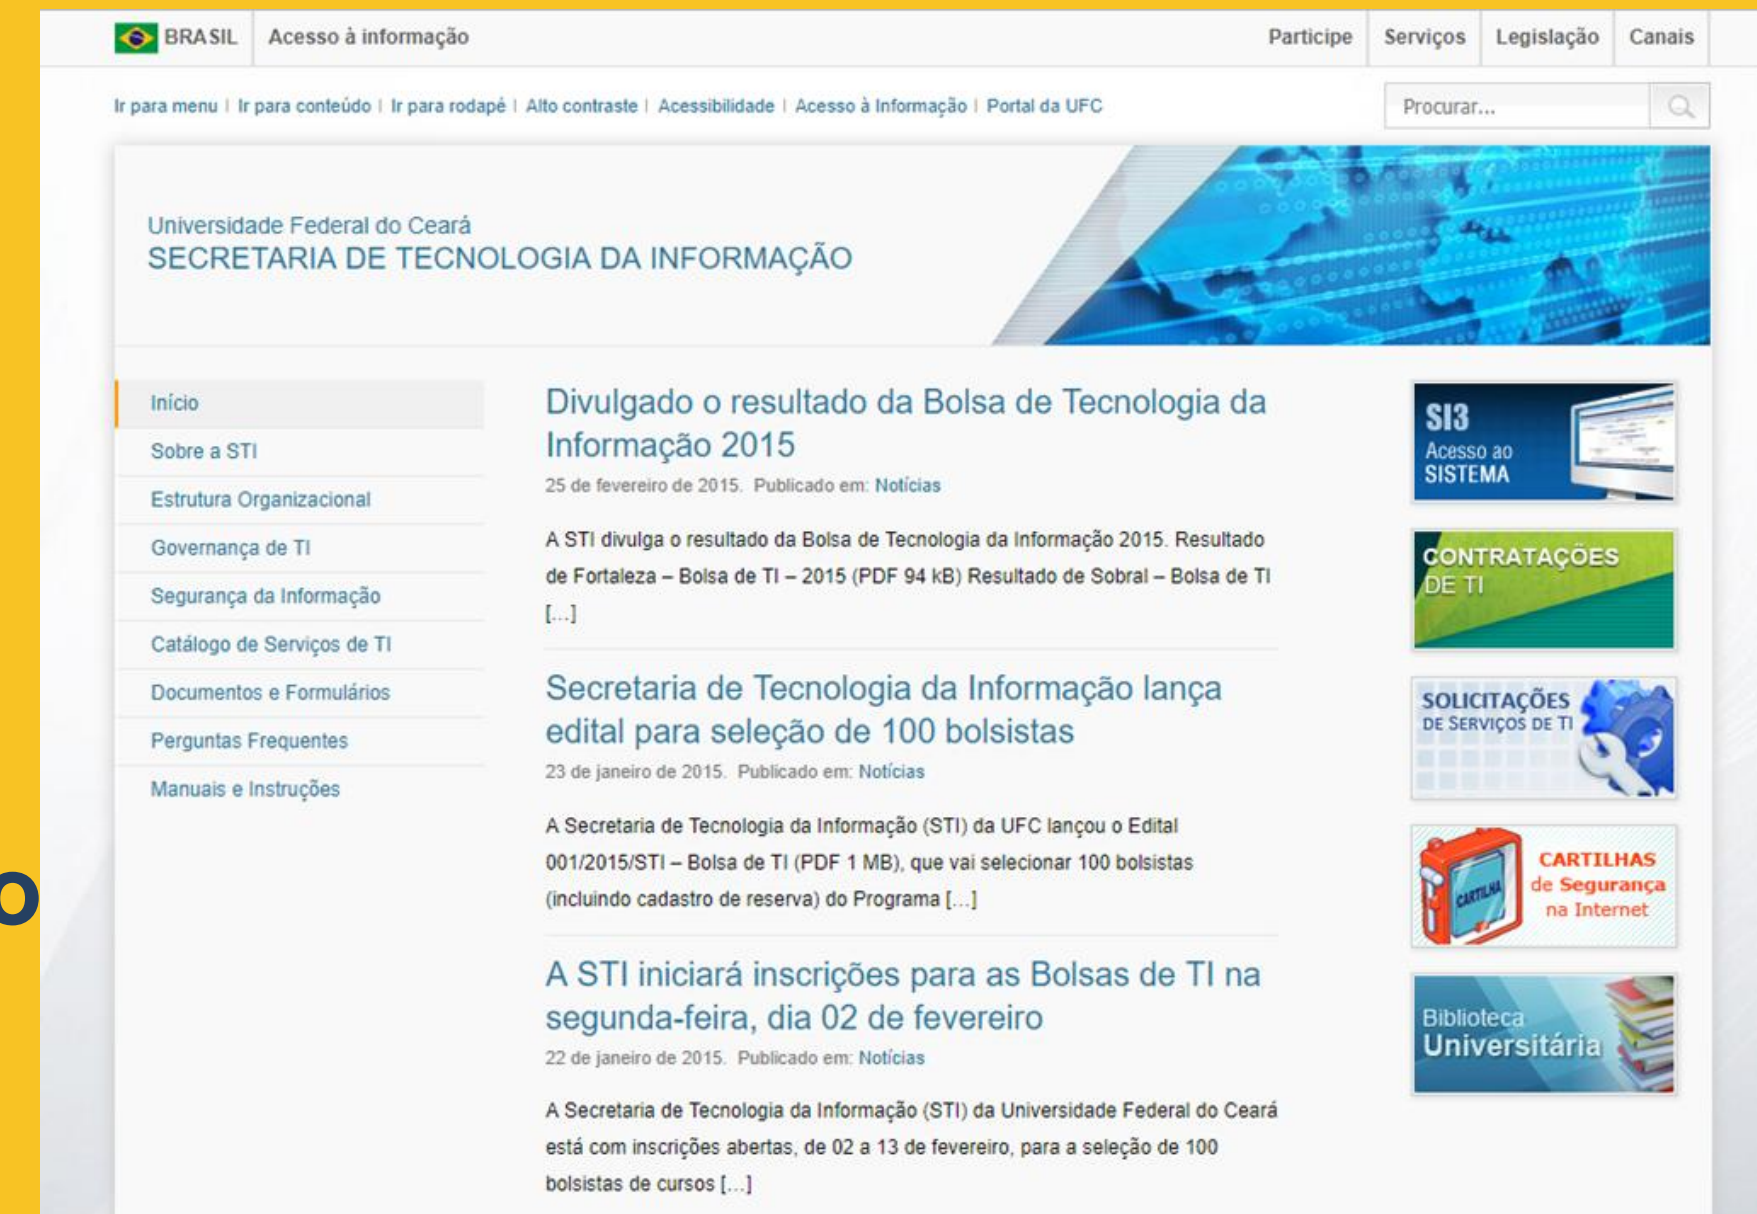 BRASIL Acesso à informação Participe Serviços Legislação Canais
Ir para menu | Ir para conteúdo | Ir para rodapé | Alto contraste | Acessibilidade | Acesso à Informação | Portal da UFC
Procurar...
Universidade Federal do Ceará
SECRETARIA DE TECNOLOGIA DA INFORMAÇÃO
Início
Sobre a STI
Estrutura Organizacional
Governança de TI
Segurança da Informação
Catálogo de Serviços de TI
Documentos e Formulários
Perguntas Frequentes
Manuais e Instruções
o
Divulgado o resultado da Bolsa de Tecnologia da
Informação 2015
25 de fevereiro de 2015. Publicado em: Notícias
A STI divulga o resultado da Bolsa de Tecnologia da Informação 2015. Resultado
de Fortaleza – Bolsa de TI – 2015 (PDF 94 kB) Resultado de Sobral – Bolsa de TI
[…]
Secretaria de Tecnologia da Informação lança
edital para seleção de 100 bolsistas
23 de janeiro de 2015. Publicado em: Notícias
A Secretaria de Tecnologia da Informação (STI) da UFC lançou o Edital
001/2015/STI – Bolsa de TI (PDF 1 MB), que vai selecionar 100 bolsistas
(incluindo cadastro de reserva) do Programa […]
A STI iniciará inscrições para as Bolsas de TI na
segunda-feira, dia 02 de fevereiro
22 de janeiro de 2015. Publicado em: Notícias
A Secretaria de Tecnologia da Informação (STI) da Universidade Federal do Ceará
está com inscrições abertas, de 02 a 13 de fevereiro, para a seleção de 100
bolsistas de cursos […]
SI3
Acesso ao
SISTEMA
CONTRATAÇÕES
DE TI
SOLICITAÇÕES
DE SERVIÇOS DE TI
CARTILHA
CARTILHAS
de Segurança
na Internet
Biblioteca
Universitária